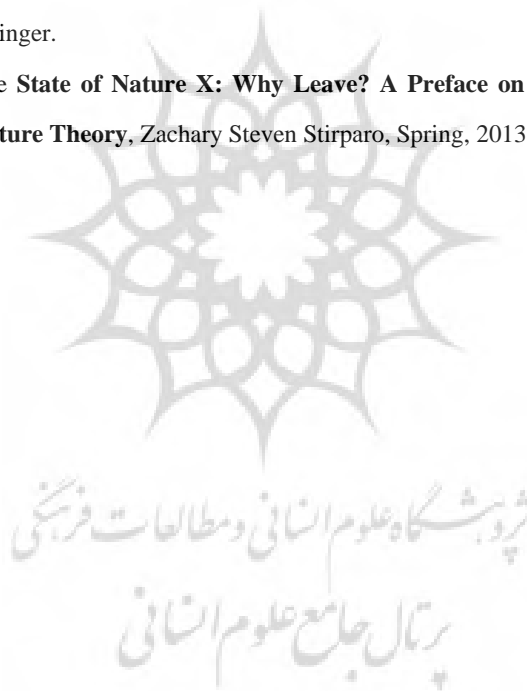 inger.
e State of Nature X: Why Leave? A Preface on
ture Theory, Zachary Steven Stirparo, Spring, 2013
پژوهشگاه علوم انسانی و مطالعات فرهنگی
پرتال جامع علوم انسانی